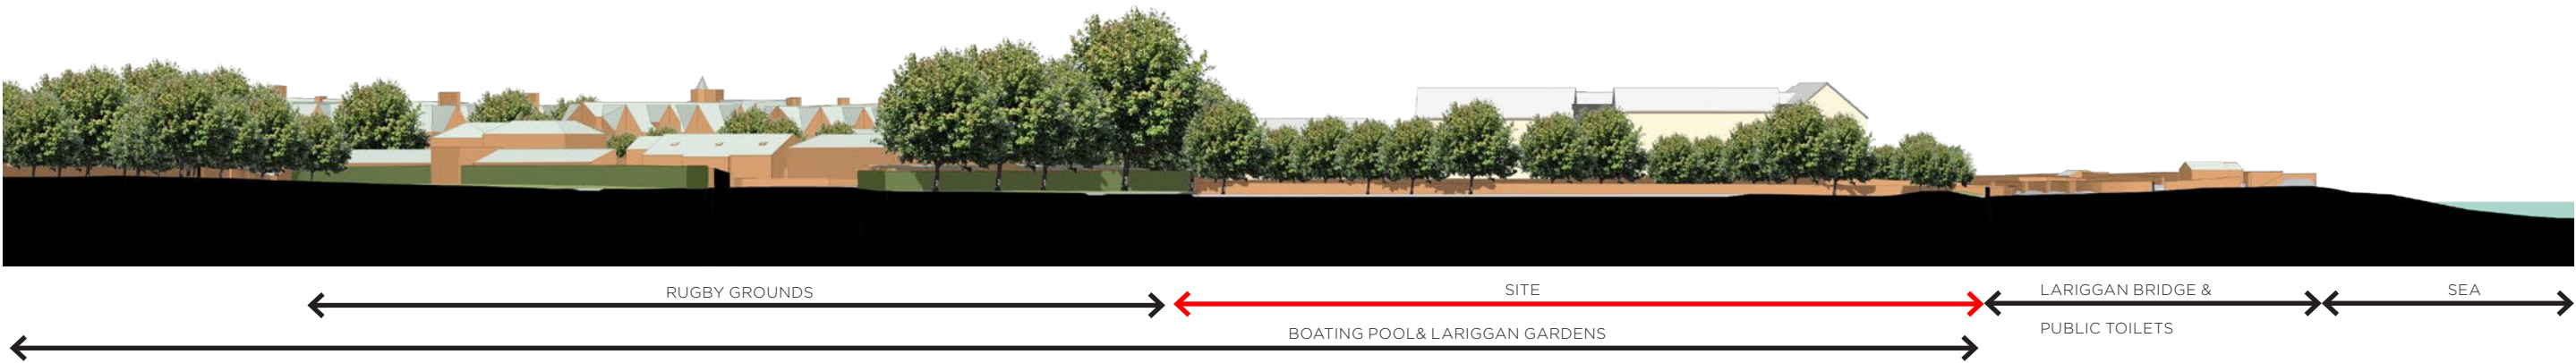 RUGBY GROUNDS
SITE
LARIGGAN BRIDGE &
PUBLIC TOILETS
SEA
BOATING POOL& LARIGGAN GARDENS